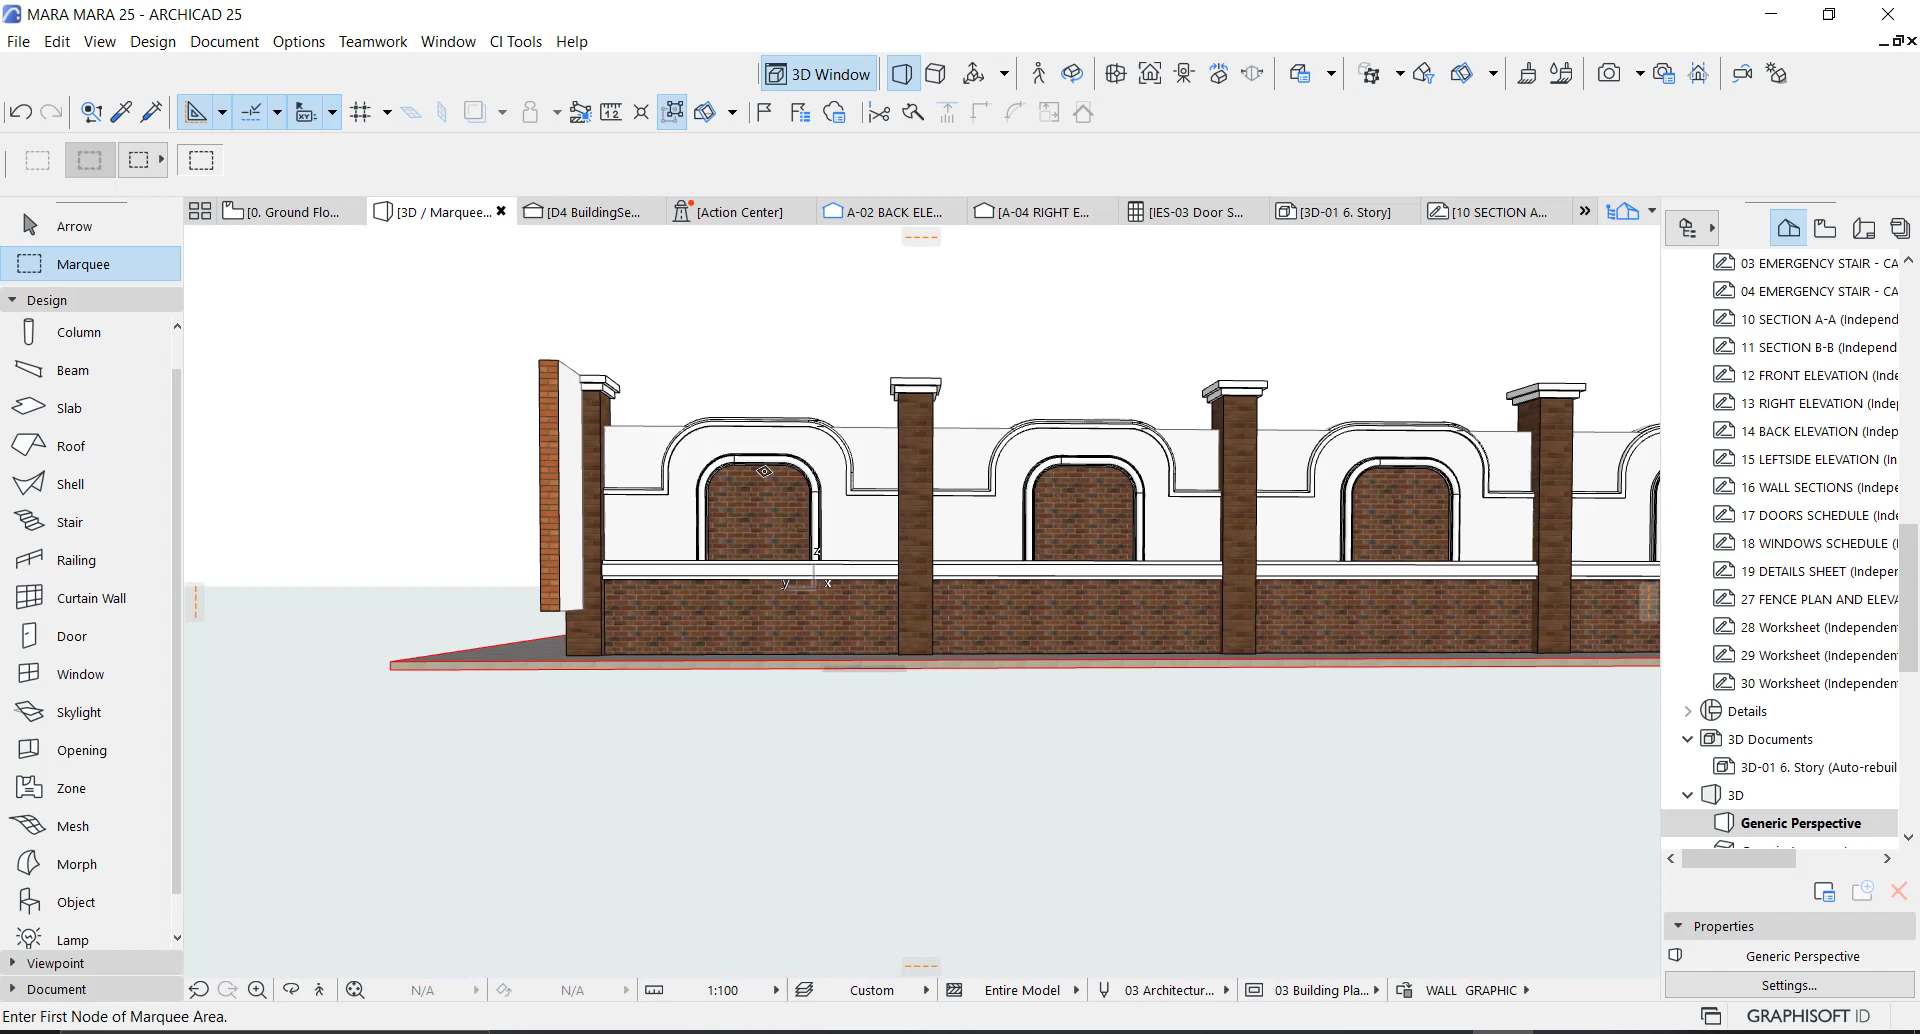 MARA MARA 25 - ARCHICAD 25
File Edit View Design Document Options Teamwork Window CI Tools Help
3D Window
[0. Ground Flo...
[3D / Marquee...
[D4 BuildingSe...
[Action Center]
A-02 BACK ELE...
[A-04 RIGHT E...
[IES-03 Door S...
[3D-01 6. Story]
[10 SECTION A...
Arrow
Marquee
Design
Column
Beam
Slab
Roof
Shell
Stair
Railing
Curtain Wall
Door
Window
Skylight
Opening
Zone
Mesh
Morph
Object
Lamp
Viewpoint
Document
z
y
x
03 EMERGENCY STAIR - CA
04 EMERGENCY STAIR - CA
10 SECTION A-A (Independ
11 SECTION B-B (Independ
12 FRONT ELEVATION (Inde
13 RIGHT ELEVATION (Indep
14 BACK ELEVATION (Indep
15 LEFTSIDE ELEVATION (In
16 WALL SECTIONS (Indepe
17 DOORS SCHEDULE (Inde
18 WINDOWS SCHEDULE (I
19 DETAILS SHEET (Indeper
27 FENCE PLAN AND ELEVA
28 Worksheet (Independent
29 Worksheet (Independent
30 Worksheet (Independent
Details
3D Documents
3D-01 6. Story (Auto-rebuil
3D
Generic Perspective
Properties
Generic Perspective
Settings...
N/A
N/A
1:100
Custom
Entire Model
03 Architectur...
03 Building Pla...
WALL GRAPHIC
Enter First Node of Marquee Area.
GRAPHISOFT ID